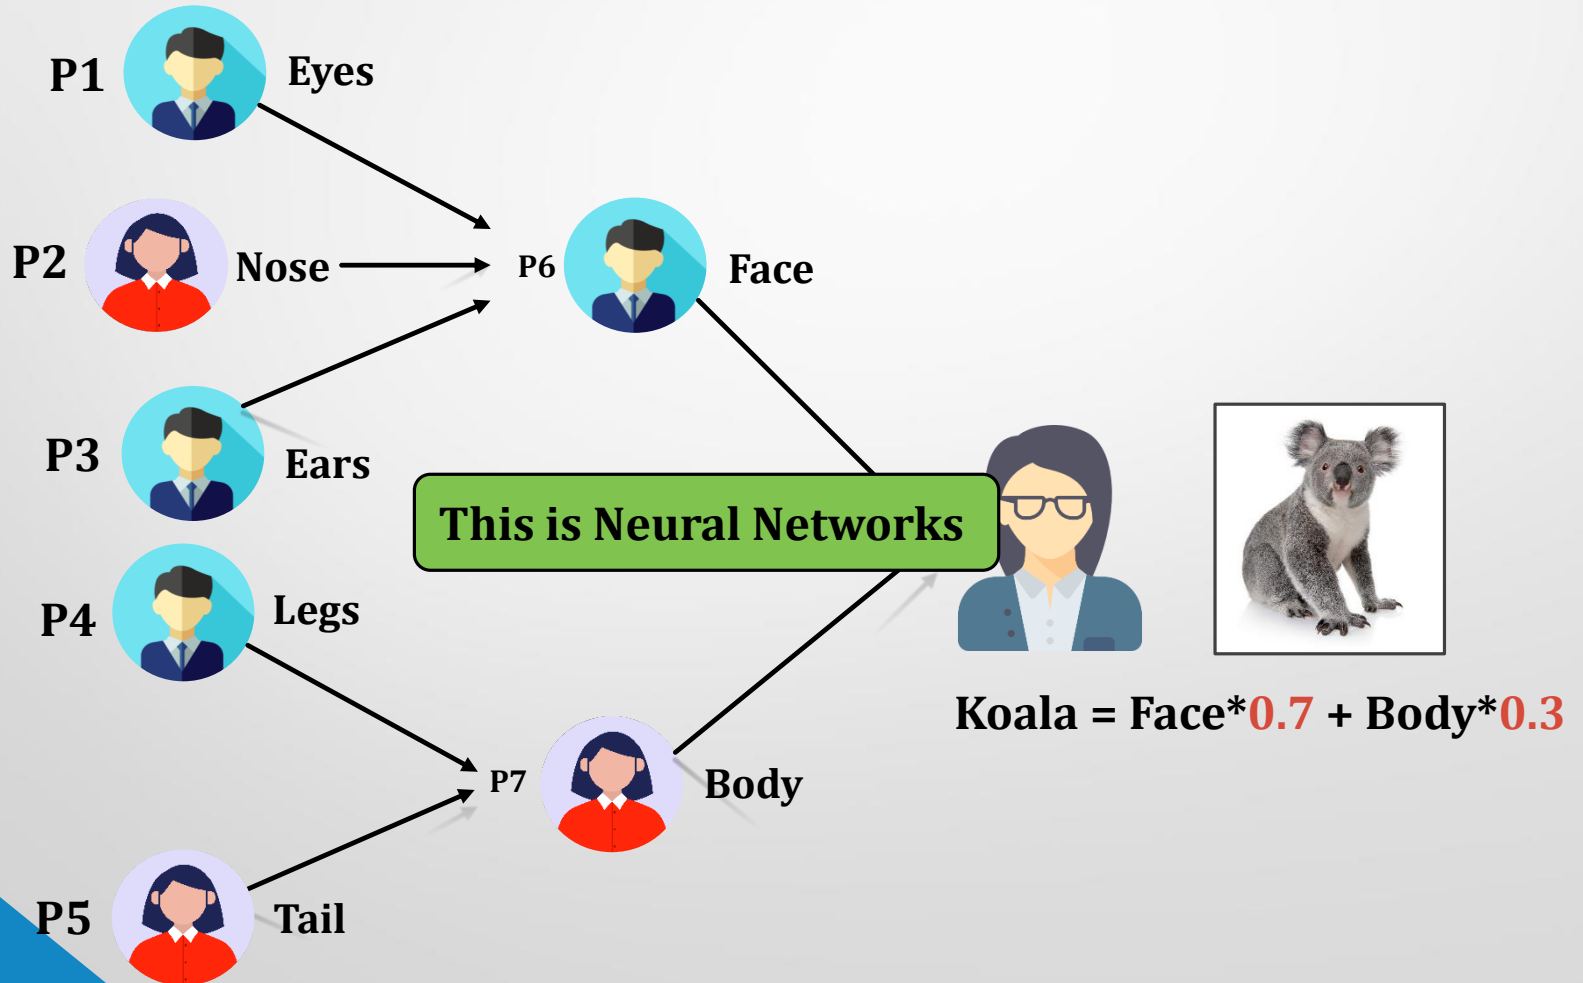 P1
Eyes
P2
Nose
P6
Face
P3
Ears
This is Neural Networks
P4
Legs
Koala = Face*0.7 + Body*0.3
P7
Body
P5
Tail